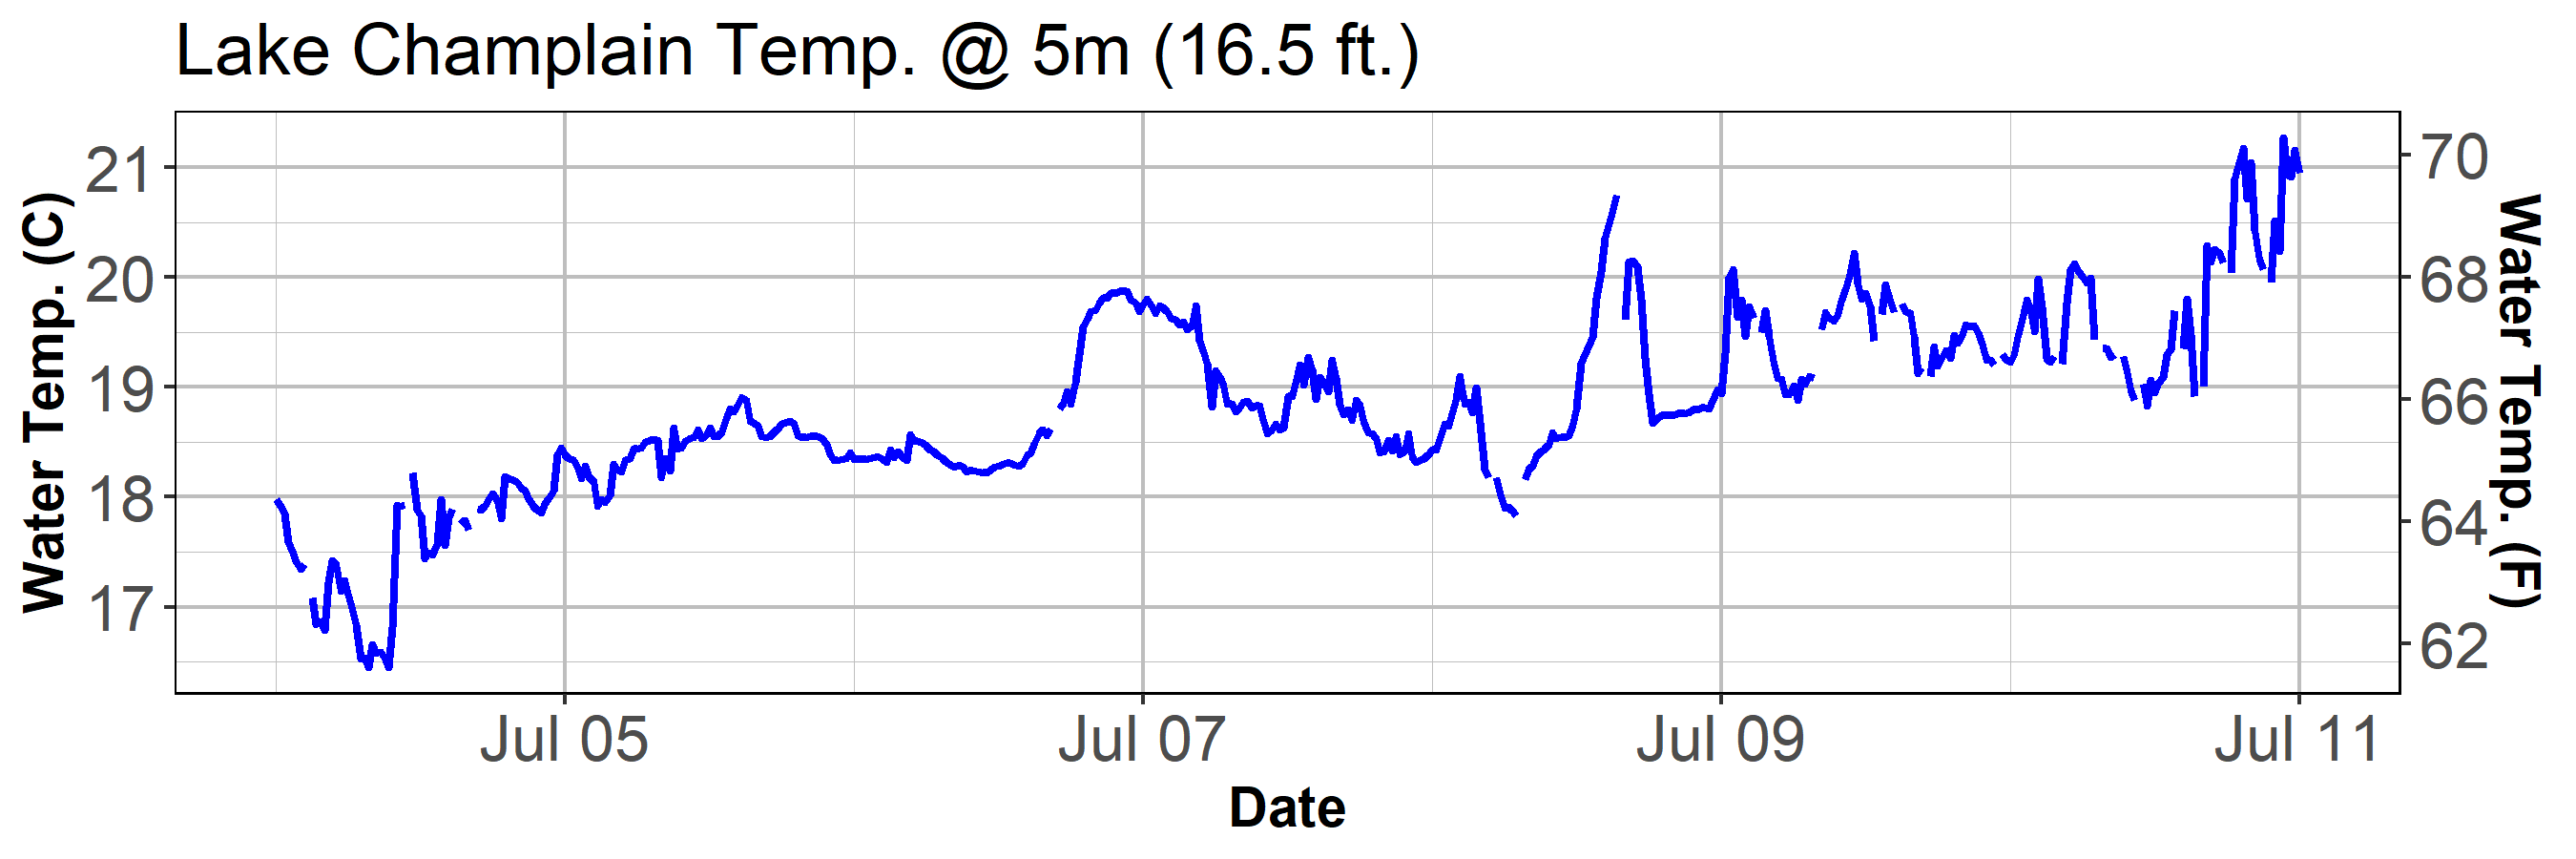 Lake Champlain Temp. @ 5m (16.5 ft.)
Water Temp. (C)
21
20
19
18
17
70
68
66
64
62
Water Temp. (F)
Jul 05
Jul 07
Jul 09
Jul 11
Date